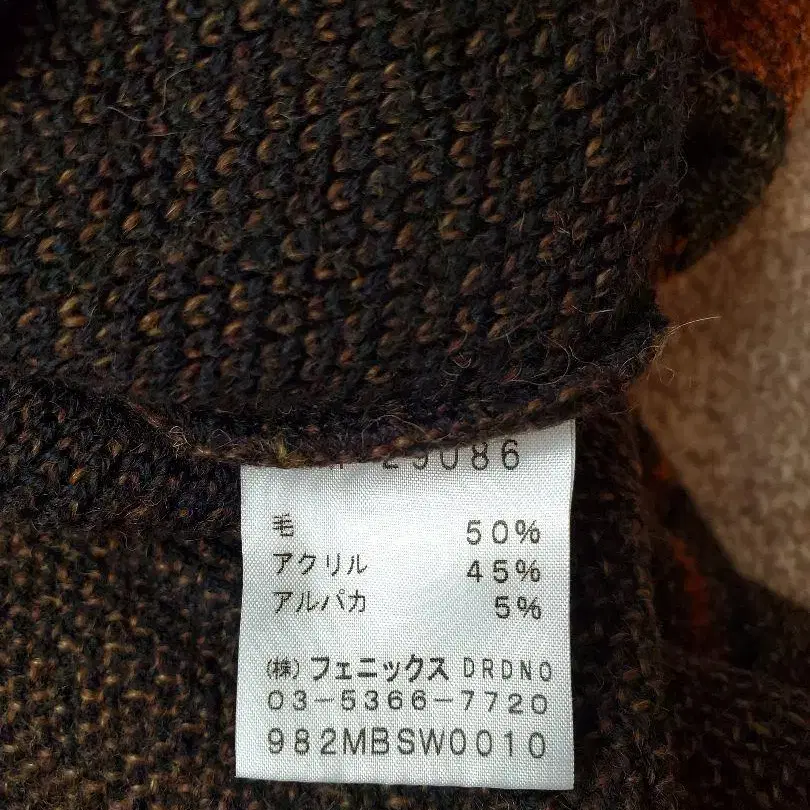 29086
毛 50%
アクリル 45%
アルパカ 5%
(株) フェニックス DRDNO
03-5366-7720
982MBSW0010